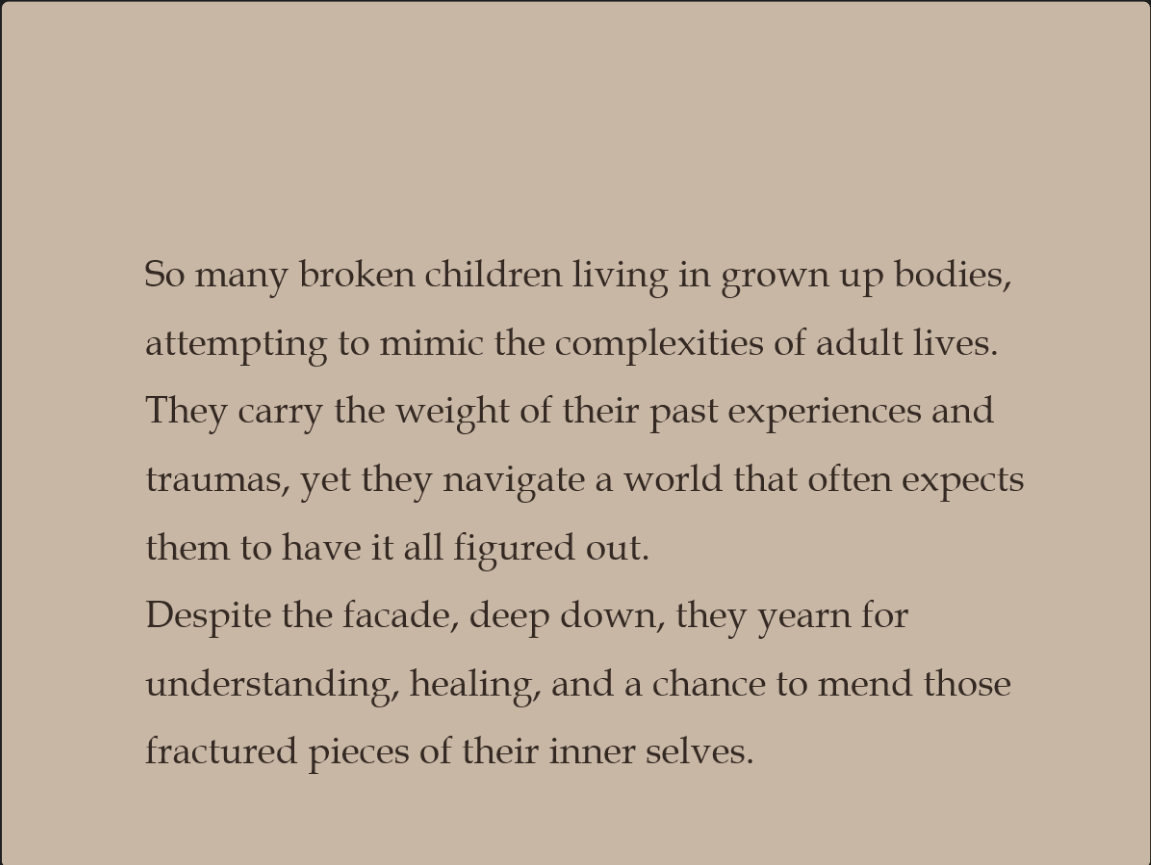 So many broken children living in grown up bodies,
attempting to mimic the complexities of adult lives.
They carry the weight of their past experiences and
traumas, yet they navigate a world that often expects
them to have it all figured out.
Despite the facade, deep down, they yearn for
understanding, healing, and a chance to mend those
fractured pieces of their inner selves.